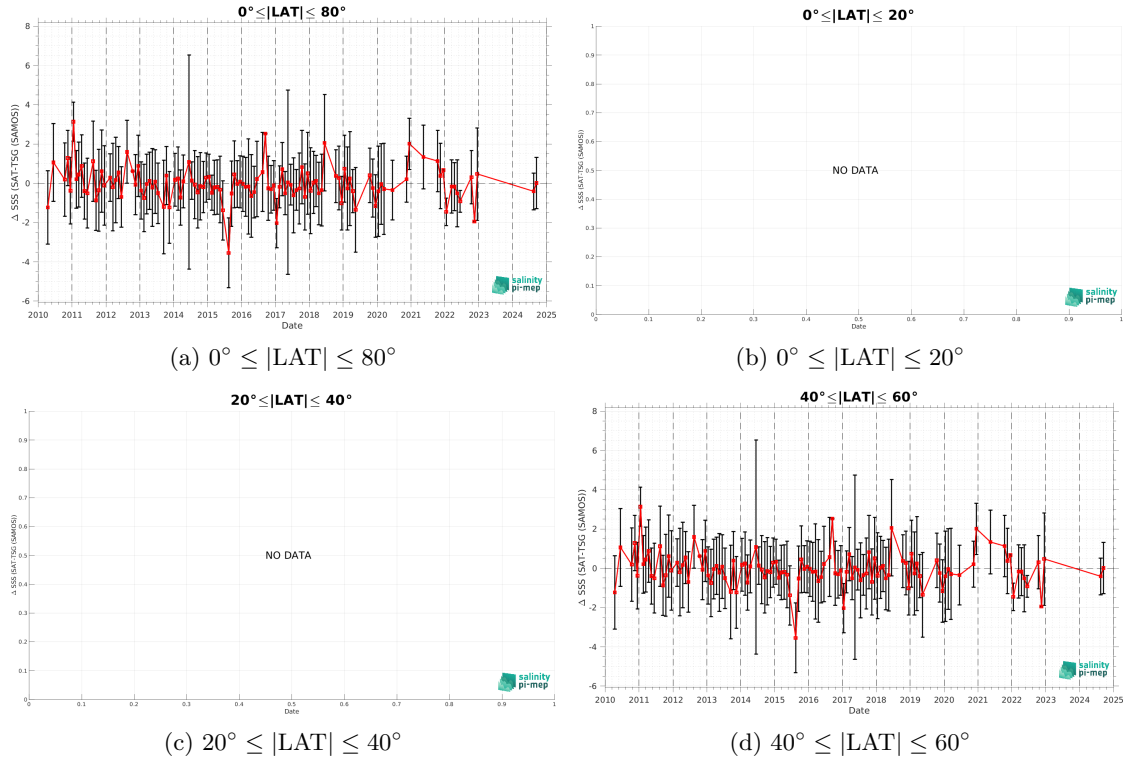 0°≤|LAT|≤ 80°
Δ SSS (SAT-TSG (SAMOS))
8
6
4
2
0
-2
-4
-6
2010 2011 2012 2013 2014 2015 2016 2017 2018 2019 2020 2021 2022 2023 2024 2025
Date
salinity
pi-mep
(a) 0° ≤ |LAT| ≤ 80°
0°≤|LAT|≤ 20°
Δ SSS (SAT-TSG (SAMOS))
1
0.9
0.8
0.7
0.6
0.5
0.4
0.3
0.2
0.1
0
NO DATA
0 0.1 0.2 0.3 0.4 0.5 0.6 0.7 0.8 0.9 1
Date
salinity
pi-mep
(b) 0° ≤ |LAT| ≤ 20°
20°≤|LAT|≤ 40°
Δ SSS (SAT-TSG (SAMOS))
1
0.9
0.8
0.7
0.6
0.5
0.4
0.3
0.2
0.1
0
NO DATA
0 0.1 0.2 0.3 0.4 0.5 0.6 0.7 0.8 0.9 1
Date
salinity
pi-mep
(c) 20° ≤ |LAT| ≤ 40°
40°≤|LAT|≤ 60°
Δ SSS (SAT-TSG (SAMOS))
8
6
4
2
0
-2
-4
-6
2010 2011 2012 2013 2014 2015 2016 2017 2018 2019 2020 2021 2022 2023 2024 2025
Date
salinity
pi-mep
(d) 40° ≤ |LAT| ≤ 60°